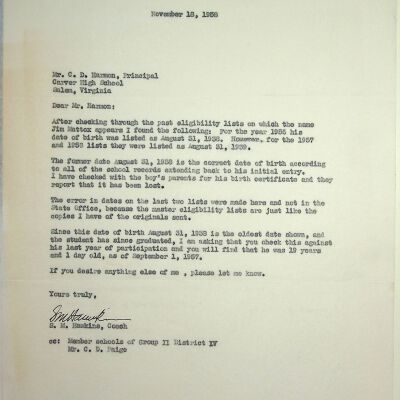 November 18, 1958
Mr. C. D. Harmon, Principal
Carver High School
Salem, Virginia
Dear Mr. Harmon:
After checking through the past eligibility lists on which the name
Jim Mattox appears I found the following: For the year 1956 his
date of birth was listed as August 31, 1938. However, for the 1957
and 1958 lists they were listed as August 31, 1939.
The former date August 31, 1938 is the correct date of birth according
to all of the school records extending back to his initial entry.
I have checked with the boy's parents for his birth certificate and they
report that it has been lost.
The error in dates on the last two lists were made here and not in the
State Office, because the master eligibility lists are just like the
copies I have of the originals sent.
Since this date of birth August 31, 1938 is the oldest date shown, and
the student has since graduated, I am asking that you check this against
his last year of participation and you will find that he was 19 years
and 1 day old, as of September 1, 1957.
If you desire anything else of me , please let me know.
Yours truly,
S. M. Hawkins, Coach
cc: Member schools of Group II District IV
Mr. C. D. Paige